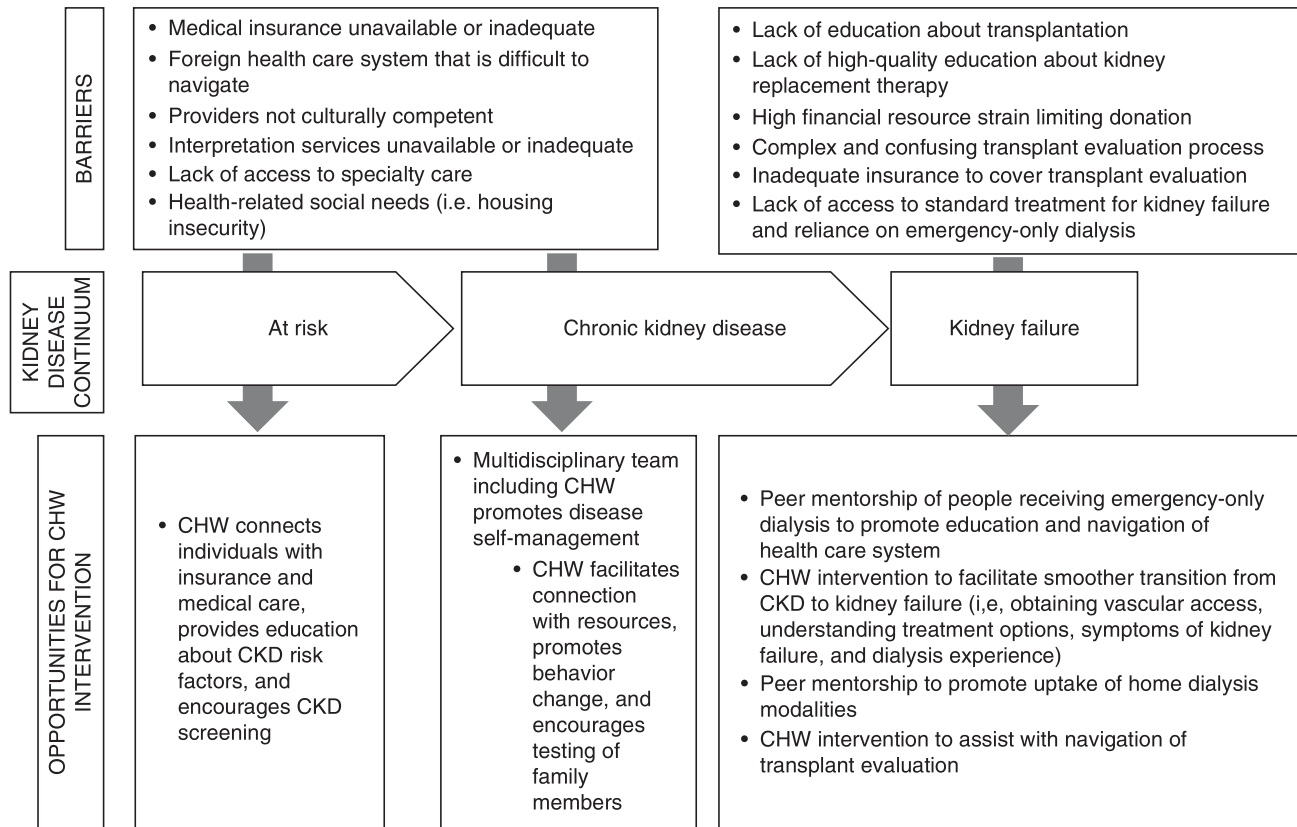 BARRIERS
• Medical insurance unavailable or inadequate
• Foreign health care system that is difficult to
navigate
• Providers not culturally competent
• Interpretation services unavailable or inadequate
• Lack of access to specialty care
• Health-related social needs (i.e. housing
insecurity)
• Lack of education about transplantation
• Lack of high-quality education about kidney
replacement therapy
• High financial resource strain limiting donation
• Complex and confusing transplant evaluation process
• Inadequate insurance to cover transplant evaluation
• Lack of access to standard treatment for kidney failure
and reliance on emergency-only dialysis
KIDNEY
DISEASE
CONTINUUM
At risk
Chronic kidney disease
Kidney failure
OPPORTUNITIES FOR CHW
INTERVENTION
• CHW connects
individuals with
insurance and
medical care,
provides education
about CKD risk
factors, and
encourages CKD
screening
• Multidisciplinary team
including CHW
promotes disease
self-management
• CHW facilitates
connection
with resources,
promotes
behavior
change, and
encourages
testing of
family
members
• Peer mentorship of people receiving emergency-only
dialysis to promote education and navigation of
health care system
• CHW intervention to facilitate smoother transition from
CKD to kidney failure (i,e, obtaining vascular access,
understanding treatment options, symptoms of kidney
failure, and dialysis experience)
• Peer mentorship to promote uptake of home dialysis
modalities
• CHW intervention to assist with navigation of
transplant evaluation